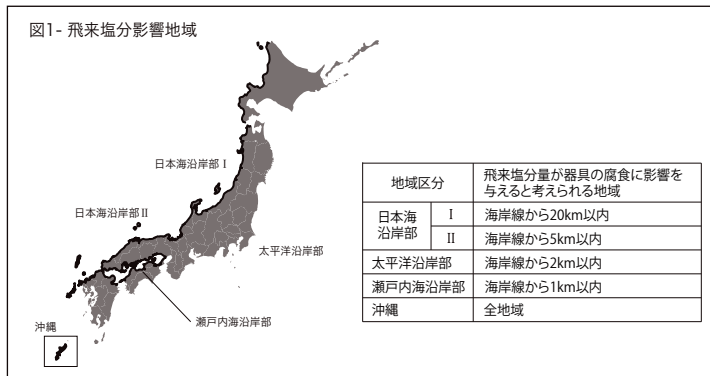 図1- 飛来塩分影響地域
日本海沿岸部Ⅰ
日本海沿岸部Ⅱ
太平洋沿岸部
瀬戸内海沿岸部
沖縄
地域区分
飛来塩分量が器具の腐食に影響を
与えると考えられる地域
日本海
沿岸部
Ⅰ
海岸線から20km以内
Ⅱ
海岸線から5km以内
太平洋沿岸部
海岸線から2km以内
瀬戸内海沿岸部
海岸線から1km以内
沖縄
全地域